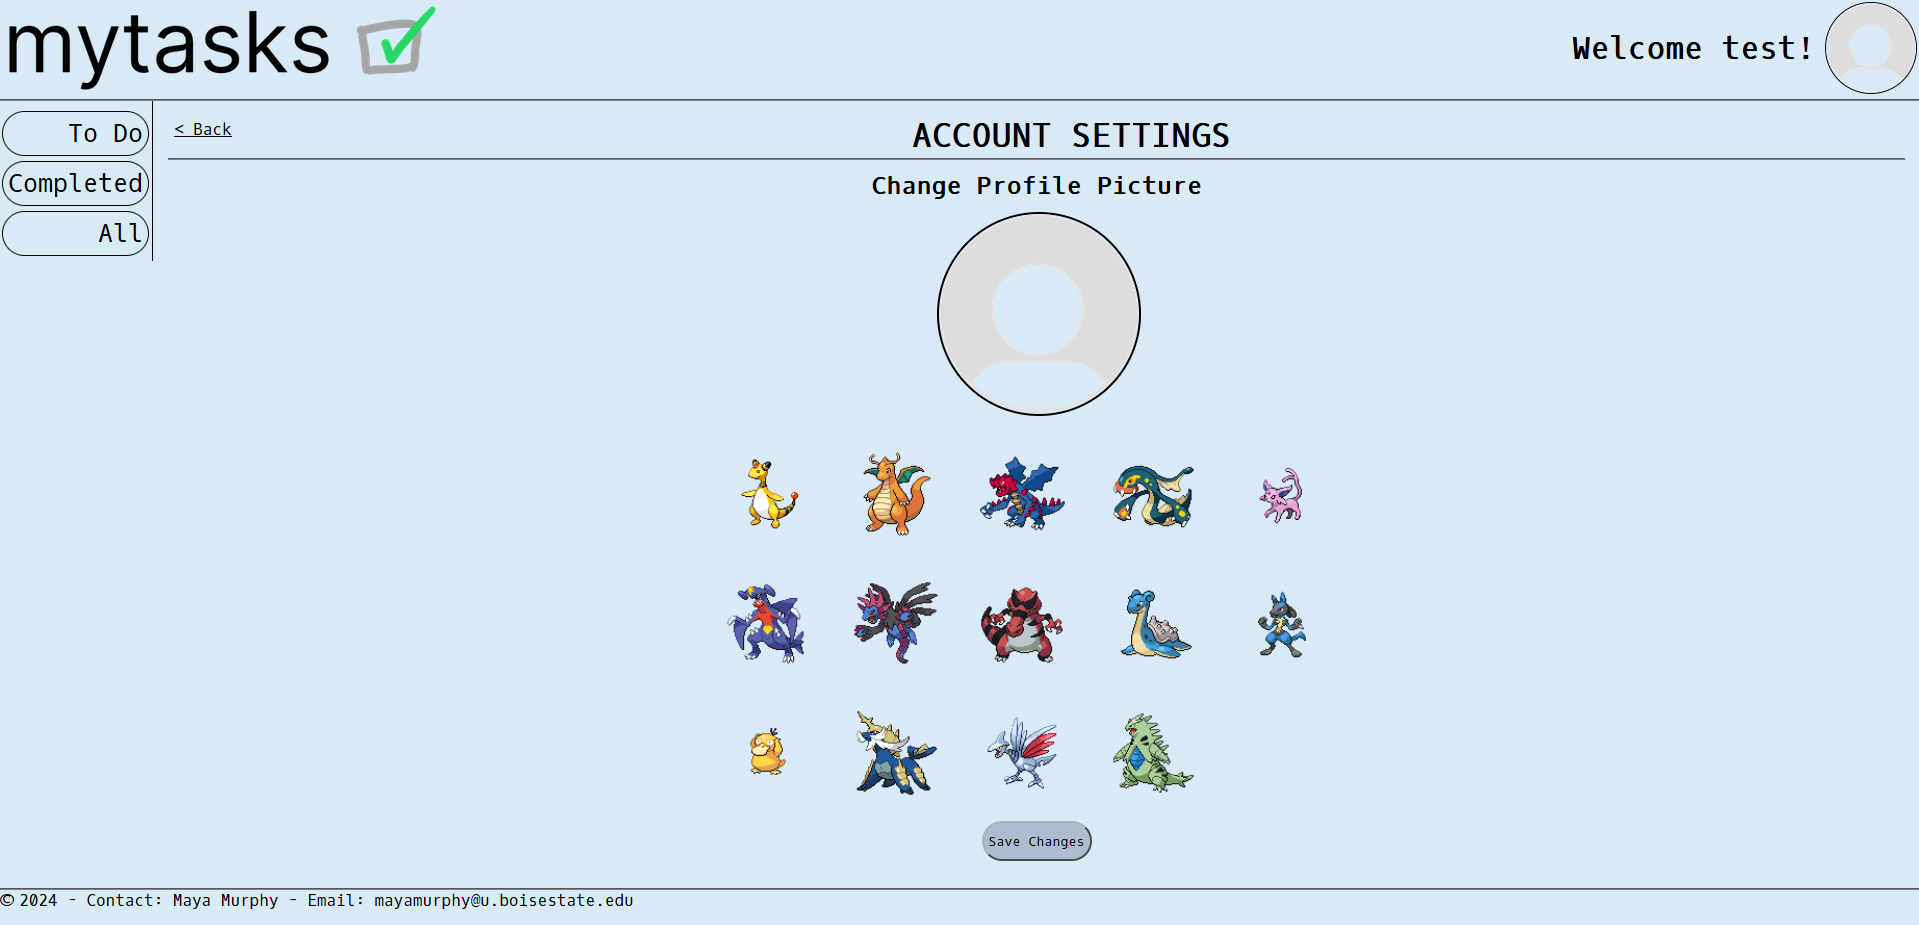 mytasks
Welcome test!
To Do
Completed
All
< Back
ACCOUNT SETTINGS
Change Profile Picture
Save Changes
© 2024 - Contact: Maya Murphy - Email: mayamurphy@u.boisestate.edu